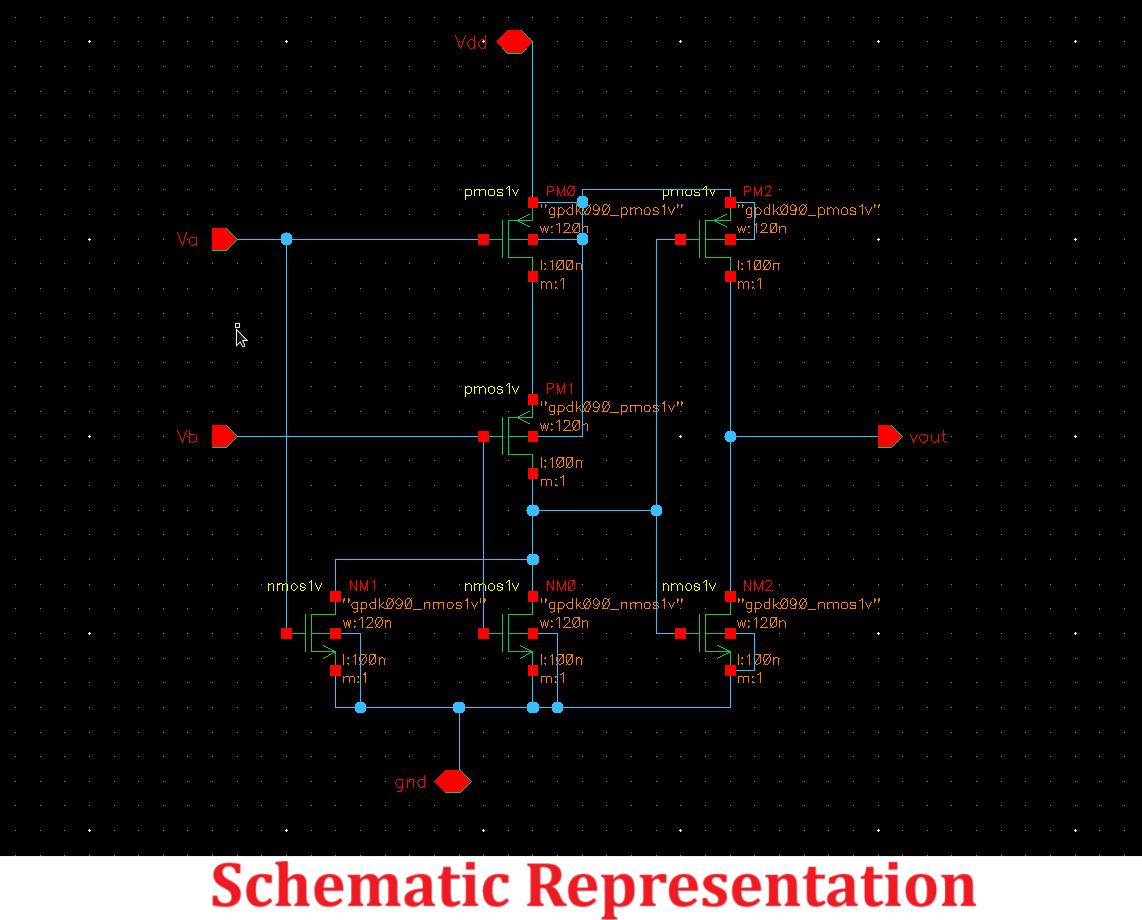 Vdd
pmos1v PM0
"gpdk090_pmos1v"
w:120n
l:100n
m:1
pmos1v PM2
"gpdk090_pmos1v"
w:120n
l:100n
m:1
Va
pmos1v PM1
"gpdk090_pmos1v"
w:120n
l:100n
m:1
Vb
vout
nmos1v NM1
"gpdk090_nmos1v"
w:120n
l:100n
m:1
nmos1v NM0
"gpdk090_nmos1v"
w:120n
l:100n
m:1
nmos1v NM2
"gpdk090_nmos1v"
w:120n
l:100n
m:1
gnd
Schematic Representation